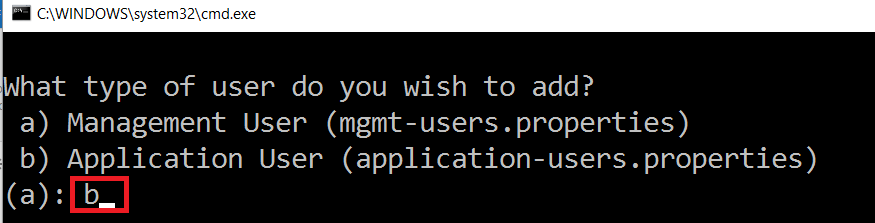 C:\WINDOWS\system32\cmd.exe
What type of user do you wish to add?
a) Management User (mgmt-users.properties)
b) Application User (application-users.properties)
(a): b_